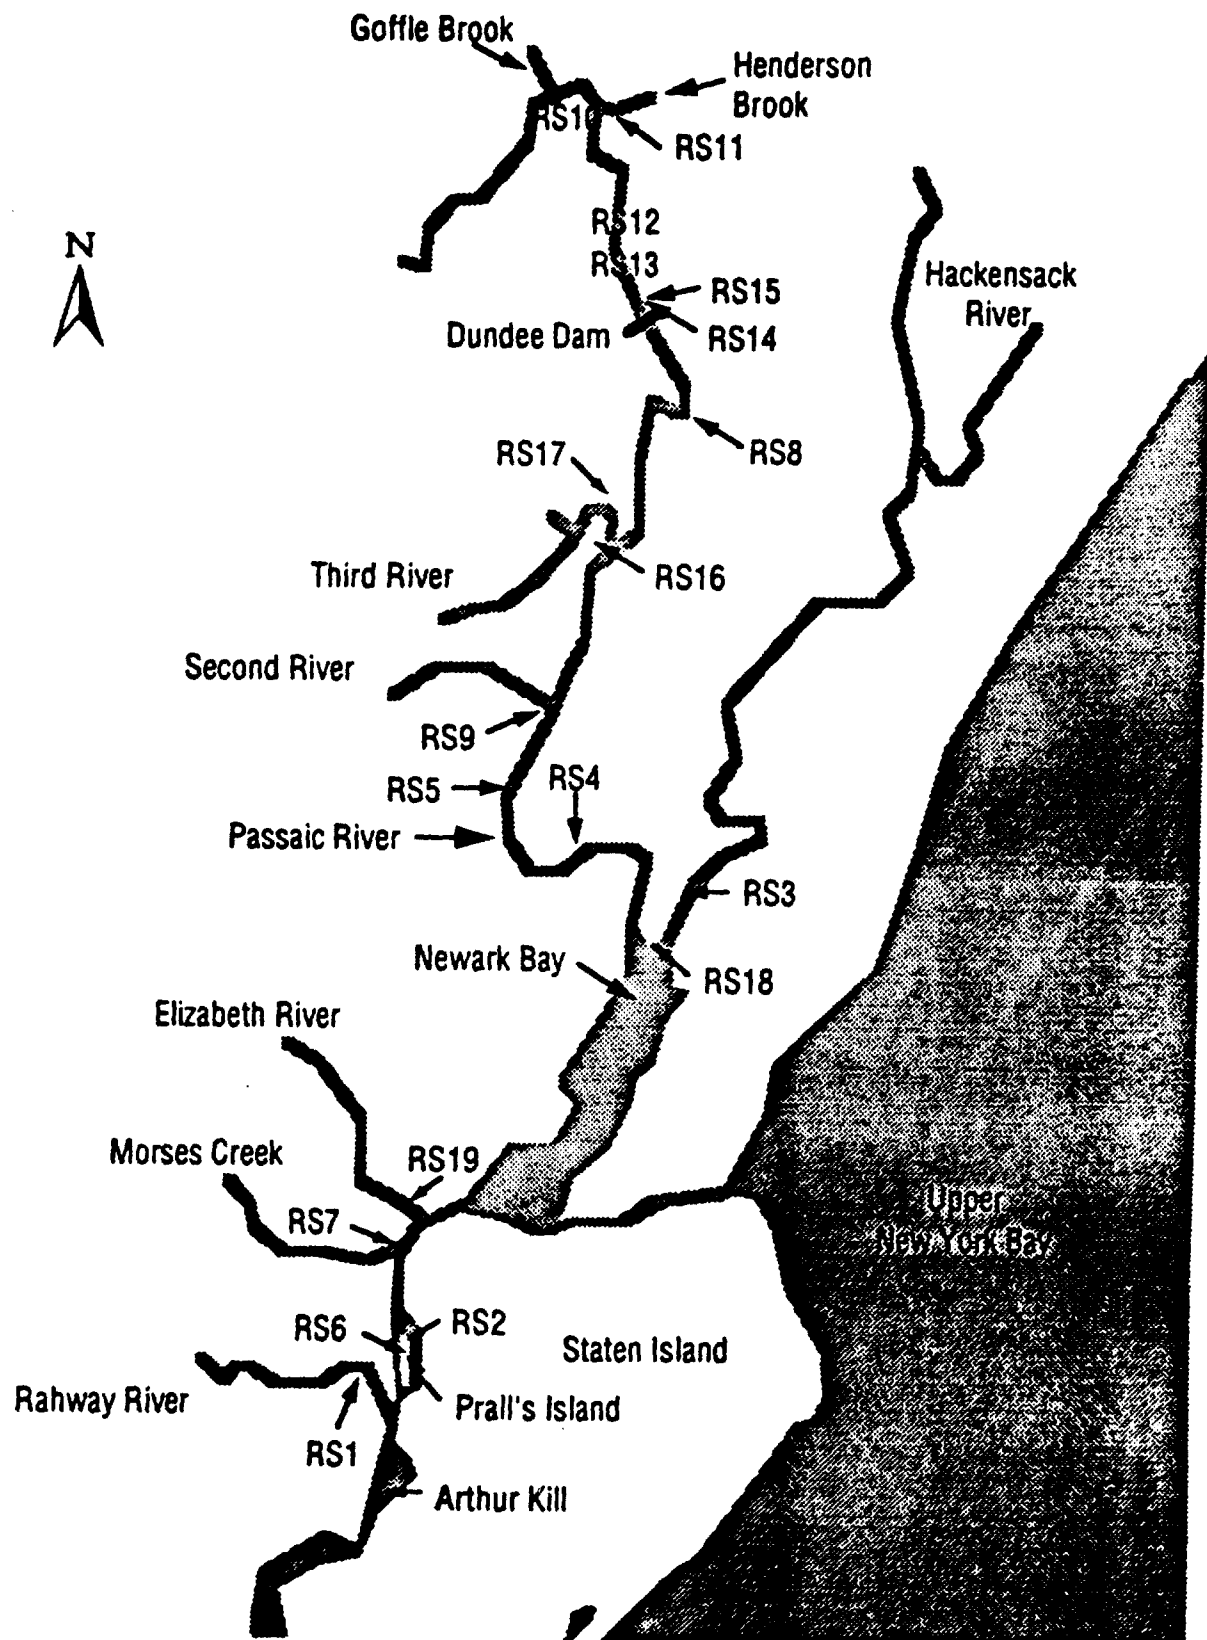 Goffle Brook
Henderson
Brook
RS10
RS11
N
RS12
RS13
Hackensack
River
RS15
Dundee Dam
RS14
RS17
RS8
Third River
RS16
Second River
RS9
RS5
RS4
Passaic River
RS3
Newark Bay
RS18
Elizabeth River
Morses Creek
RS19
RS7
Upper
New York Bay
RS6
RS2
Staten Island
Rahway River
Prall's Island
RS1
Arthur Kill